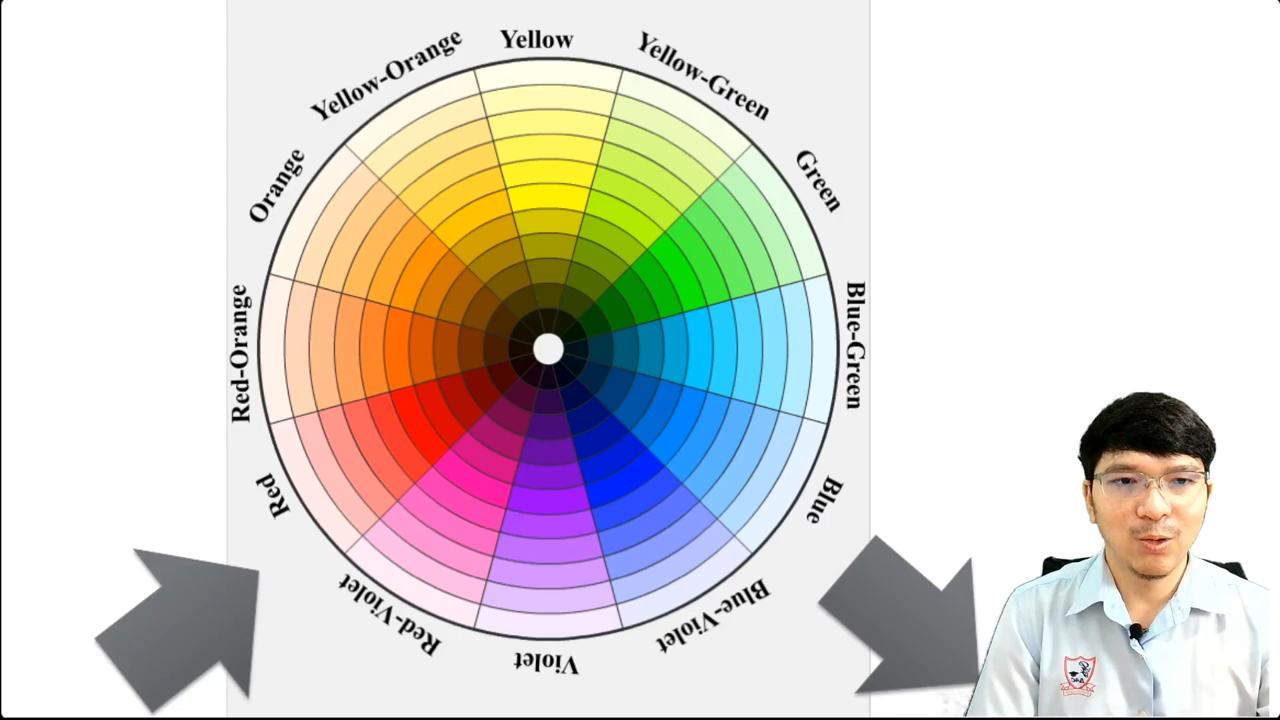 Yellow
Yellow-Green
Green
Blue-Green
Blue
Blue-Violet
Violet
Red-Violet
Red
Red-Orange
Orange
Yellow-Orange